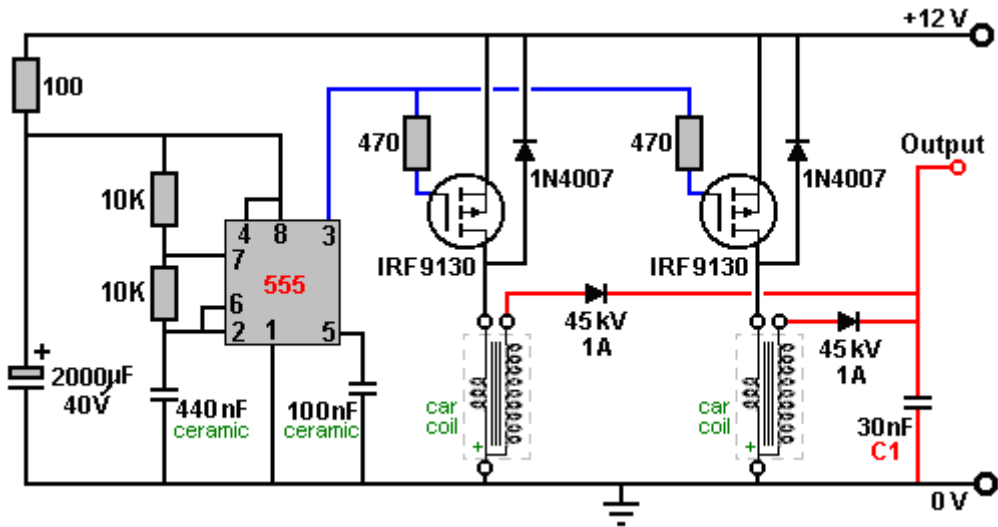 +12 V
100
470
470
Output
1N4007
1N4007
10K
4 8 3
7
IRF9130
IRF9130
10K
555
6
2 1 5
45 kV
1A
45 kV
1A
+
2000µF
40V
440 nF
ceramic
100nF
ceramic
car
coil
+
car
coil
+
30nF
C1
0 V